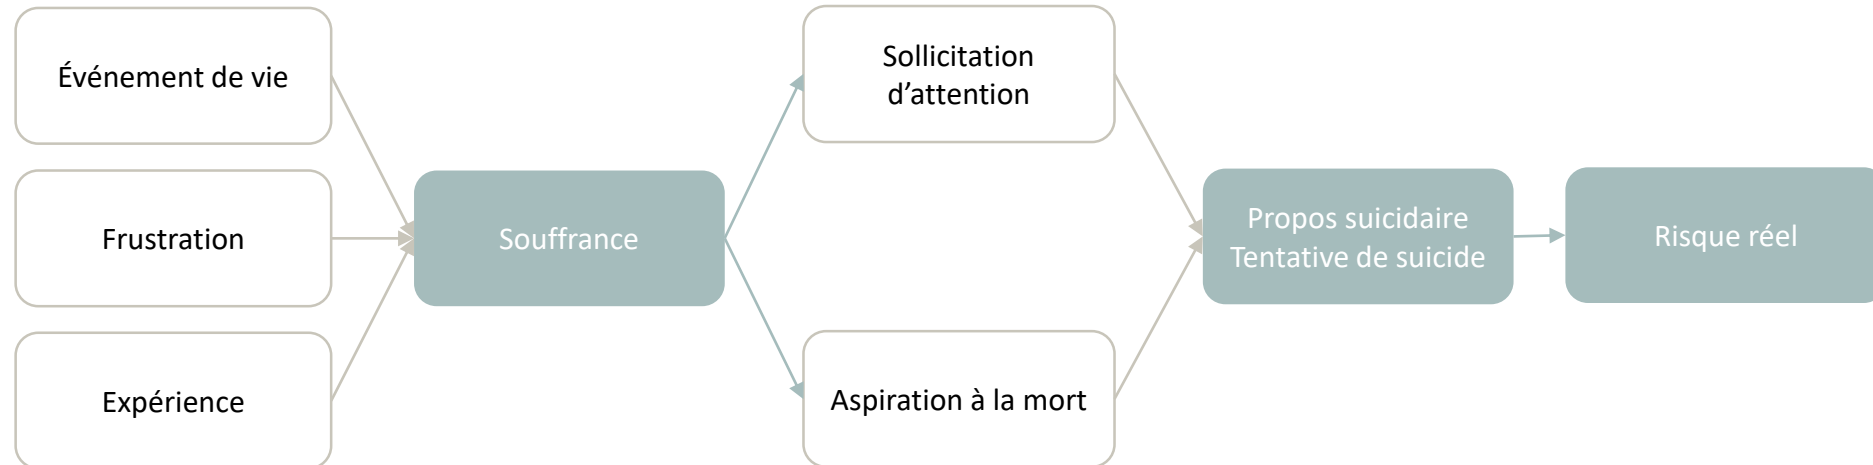 Événement de vie
Frustration
Expérience
Souffrance
Sollicitation
d’attention
Aspiration à la mort
Propos suicidaire
Tentative de suicide
Risque réel